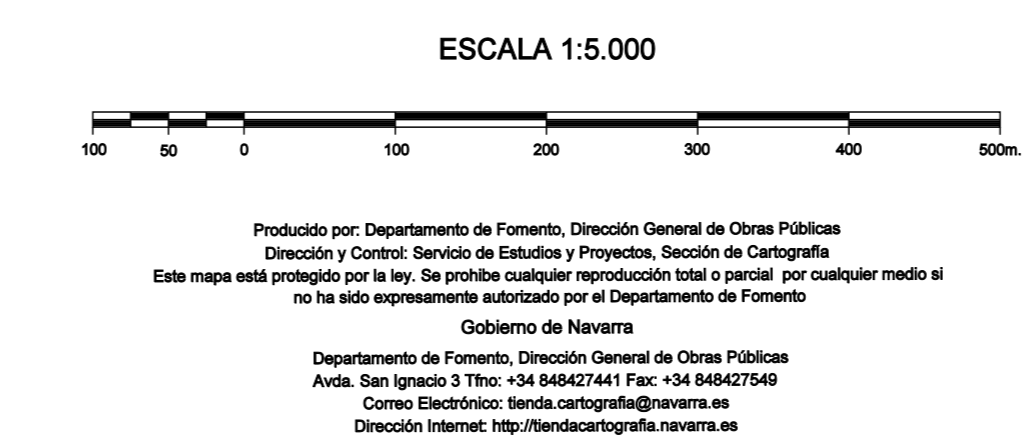 ESCALA 1:5.000
100 50 0 100 200 300 400 500m.
Producido por: Departamento de Fomento, Dirección General de Obras Públicas
Dirección y Control: Servicio de Estudios y Proyectos, Sección de Cartografía
Este mapa está protegido por la ley. Se prohibe cualquier reproducción total o parcial por cualquier medio si
no ha sido expresamente autorizado por el Departamento de Fomento
Gobierno de Navarra
Departamento de Fomento, Dirección General de Obras Públicas
Avda. San Ignacio 3 Tfno: +34 848427441 Fax: +34 848427549
Correo Electrónico: tienda.cartografia@navarra.es
Dirección Internet: http://tiendacartografia.navarra.es